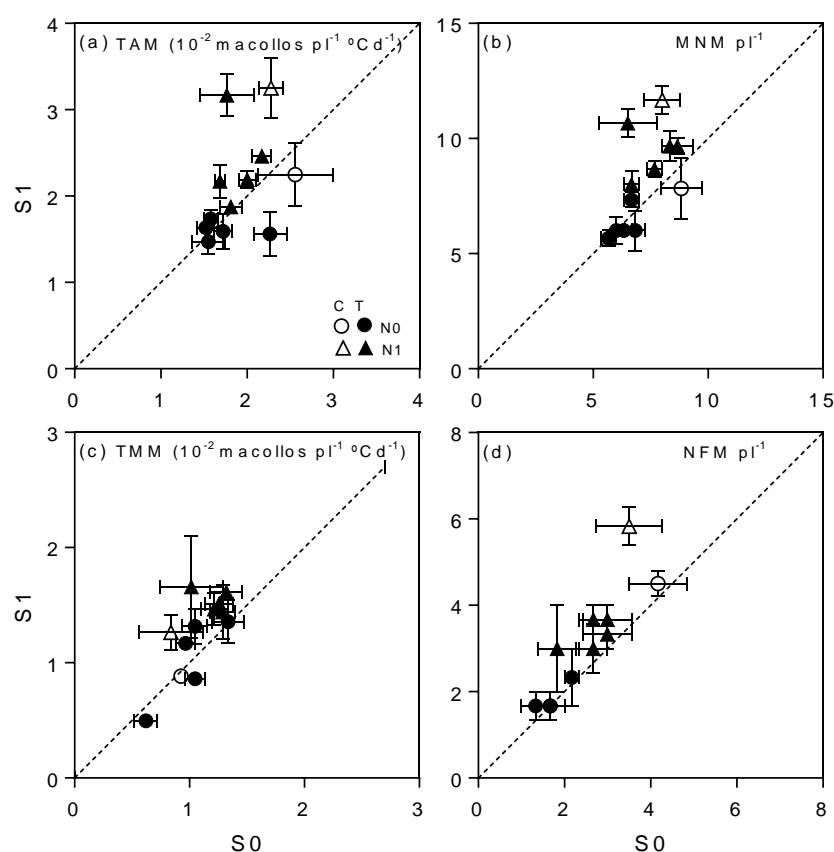 (a) TAM (10⁻² macollos pl⁻¹ ºCd⁻¹)
4
3
2
1
0
S1
C T
N0
N1
0 1 2 3 4
(b) MNM pl⁻¹
15
10
5
0
0 5 10 15
(c) TMM (10⁻² macollos pl⁻¹ ºCd⁻¹)
3
2
1
0
S1
0 1 2 3
S0
(d) NFM pl⁻¹
8
6
4
2
0
0 2 4 6 8
S0